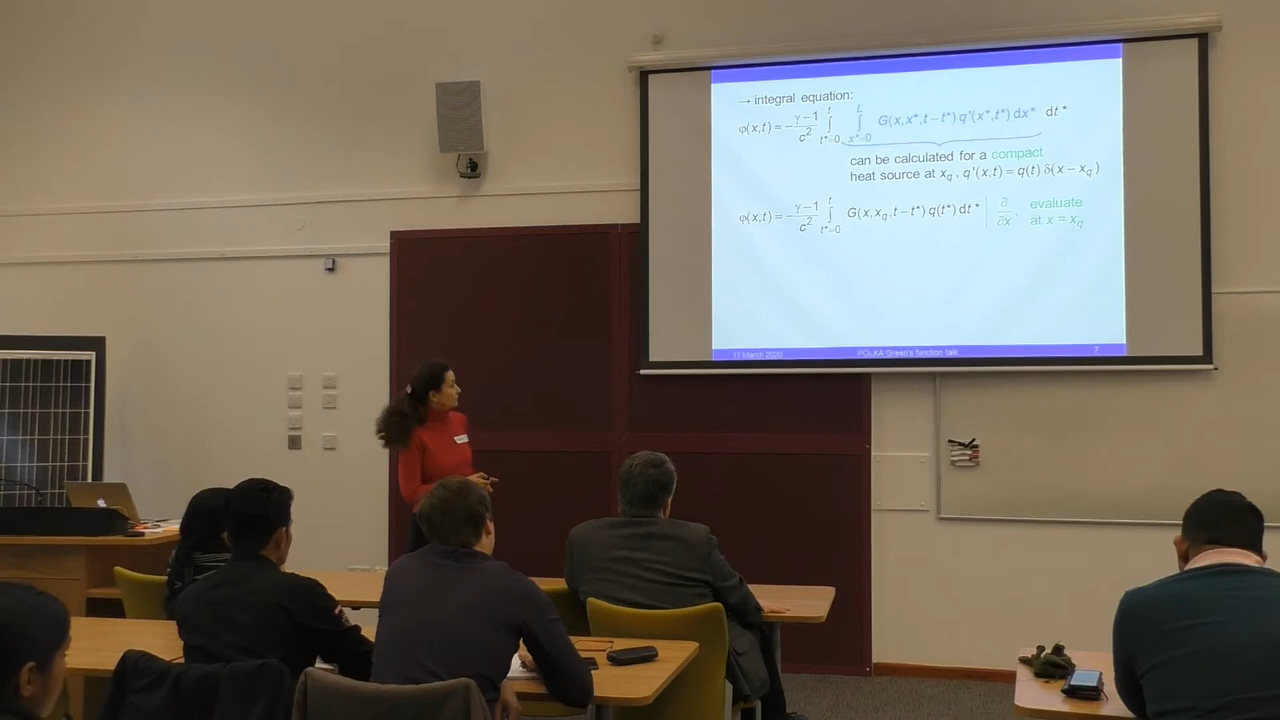 → integral equation:
φ(x,t) = − γ−1/c² ∫ t*=0 t ∫ x*=0 L G(x,x*,t−t*) q'(x*,t*) dx* dt*
can be calculated for a compact
heat source at x_q , q'(x,t) = q(t) δ(x−x_q)
φ(x,t) = − γ−1/c² ∫ t*=0 t G(x,x_q,t−t*) q(t*) dt* | ∂/∂x, evaluate
at x = x_q
11 March 2020 POLKA Green's function talk 7